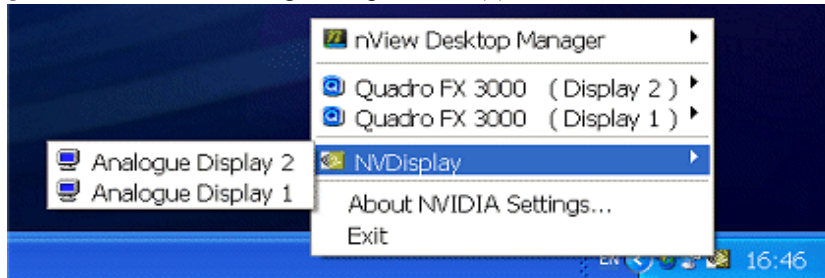 nView Desktop Manager
Quadro FX 3000 ( Display 2 )
Quadro FX 3000 ( Display 1 )
NVDisplay
Analogue Display 2
Analogue Display 1
About NVIDIA Settings...
Exit
EN
16:46